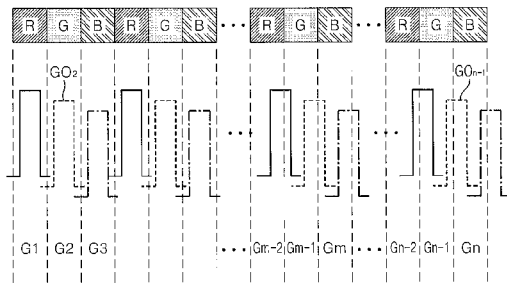 R G B R G B ••• R G B ••• R G B
GO2 GOn-1
••• •••
G1 G2 G3 ••• Gm-2 Gm-1 Gm ••• Gn-2 Gn-1 Gn